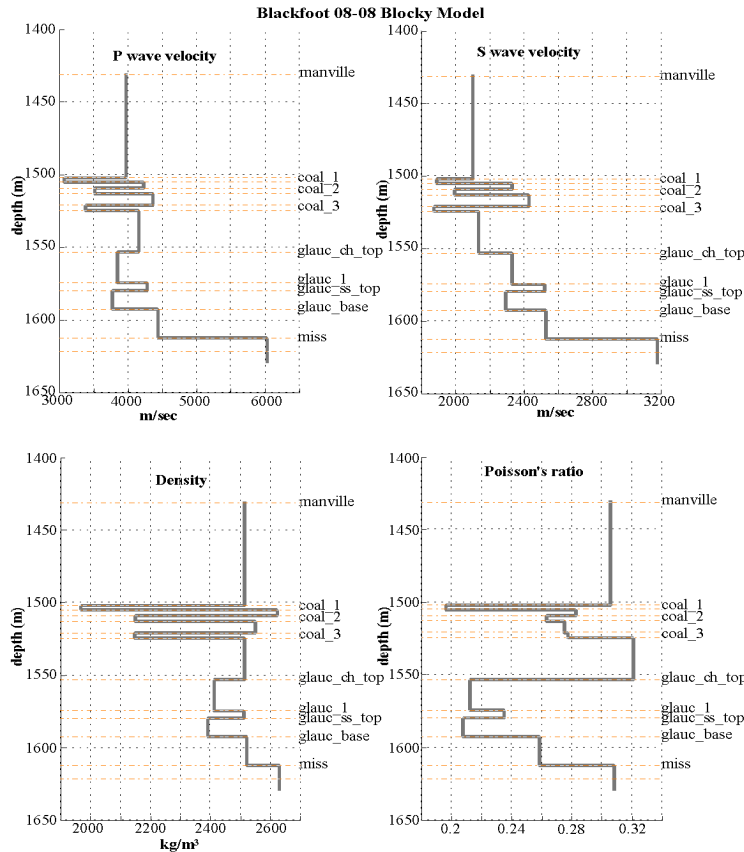 Blackfoot 08-08 Blocky Model
P wave velocity
1400
1450
1500
1550
1600
1650
depth (m)
manville
coal_1
coal_2
coal_3
glauc_ch_top
glauc_1
glauc_ss_top
glauc_base
miss
3000 4000 5000 6000
m/sec
S wave velocity
1400
1450
1500
1550
1600
1650
depth (m)
manville
coal_1
coal_2
coal_3
glauc_ch_top
glauc_1
glauc_ss_top
glauc_base
miss
2000 2400 2800 3200
m/sec
Density
1400
1450
1500
1550
1600
1650
depth (m)
manville
coal_1
coal_2
coal_3
glauc_ch_top
glauc_1
glauc_ss_top
glauc_base
miss
2000 2200 2400 2600
kg/m³
Poisson's ratio
1400
1450
1500
1550
1600
1650
depth (m)
manville
coal_1
coal_2
coal_3
glauc_ch_top
glauc_1
glauc_ss_top
glauc_base
miss
0.2 0.24 0.28 0.32